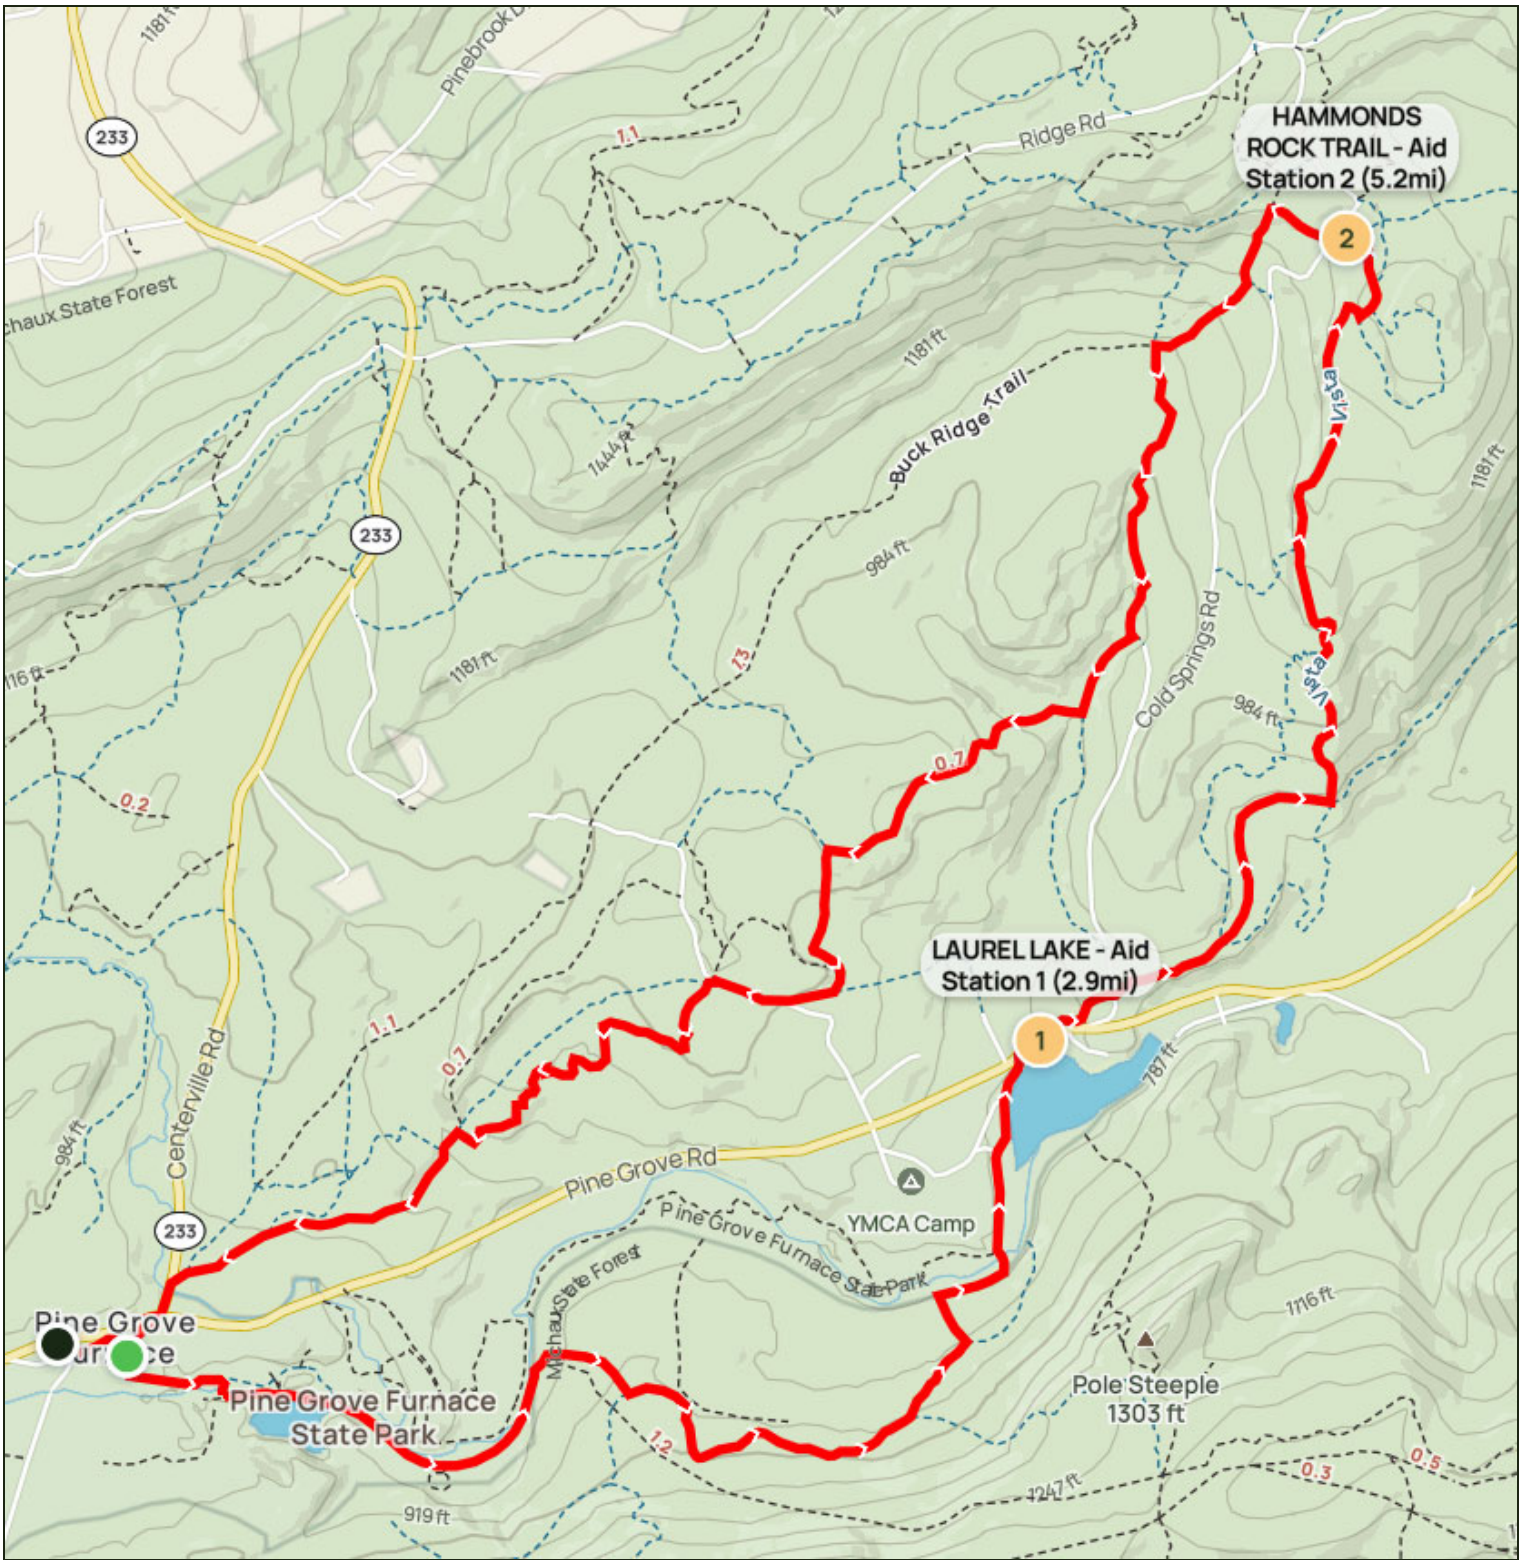 1181 ft
Pinebrook
233
1.1
Ridge Rd
HAMMONDS
ROCK TRAIL - Aid
Station 2 (5.2mi)
2
chaux State Forest
1181 ft
Vista
Buck Ridge Trail
1444 ft
1181 ft
233
984 ft
Cold Springs Rd
116 ft
1181 ft
1.3
Vista
984 ft
0.7
0.2
LAUREL LAKE - Aid
Station 1 (2.9mi)
1
1.1
0.7
787 ft
Centerville Rd
984 ft
Pine Grove Rd
YMCA Camp
Pine Grove Furnace State Park
233
Michaux State Forest
1116 ft
Pine Grove
Pole Steeple
1303 ft
Pine Grove Furnace
State Park
1.2
0.5
0.3
1247 ft
919 ft